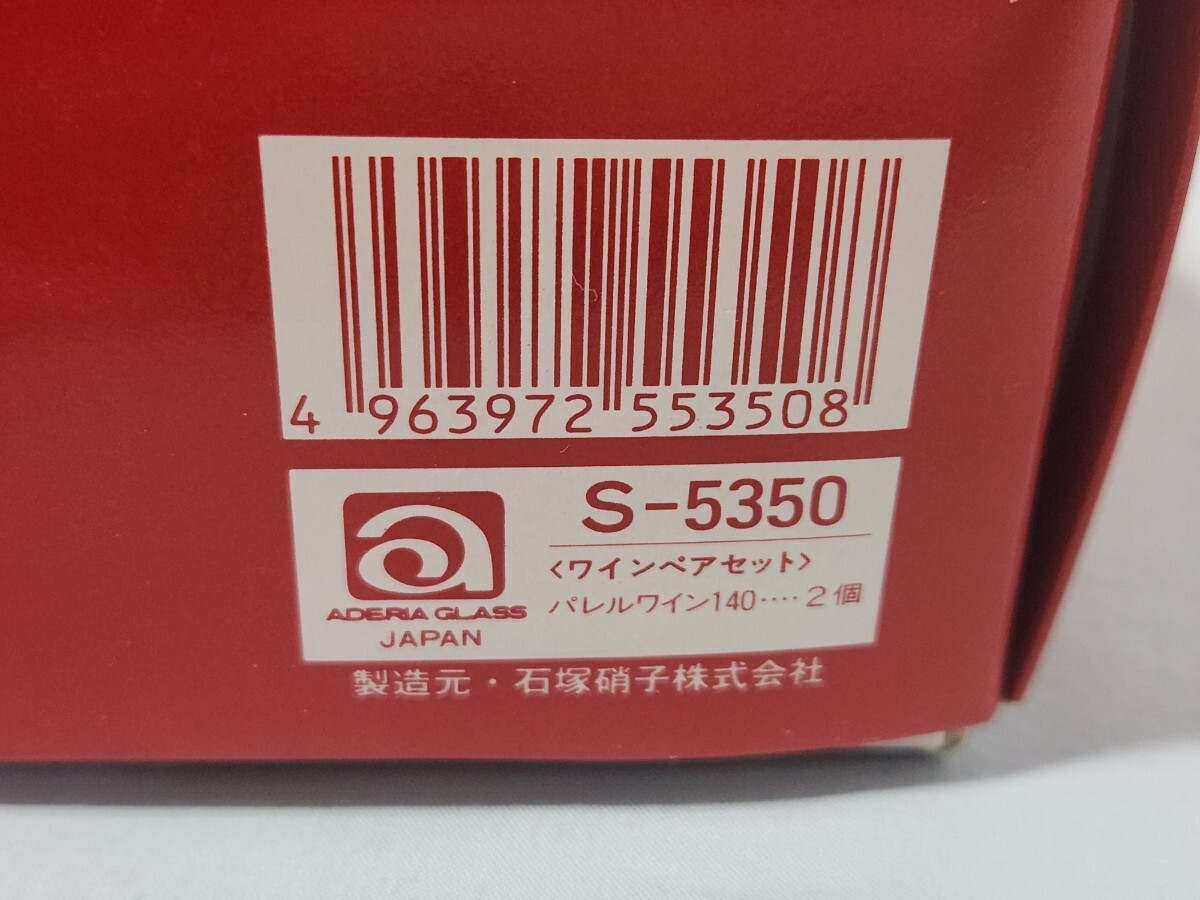 4 963972 553508
S-5350
〈ワインペアセット〉
パレルワイン140‥‥2個
a
ADERIA GLASS
JAPAN
製造元・石塚硝子株式会社